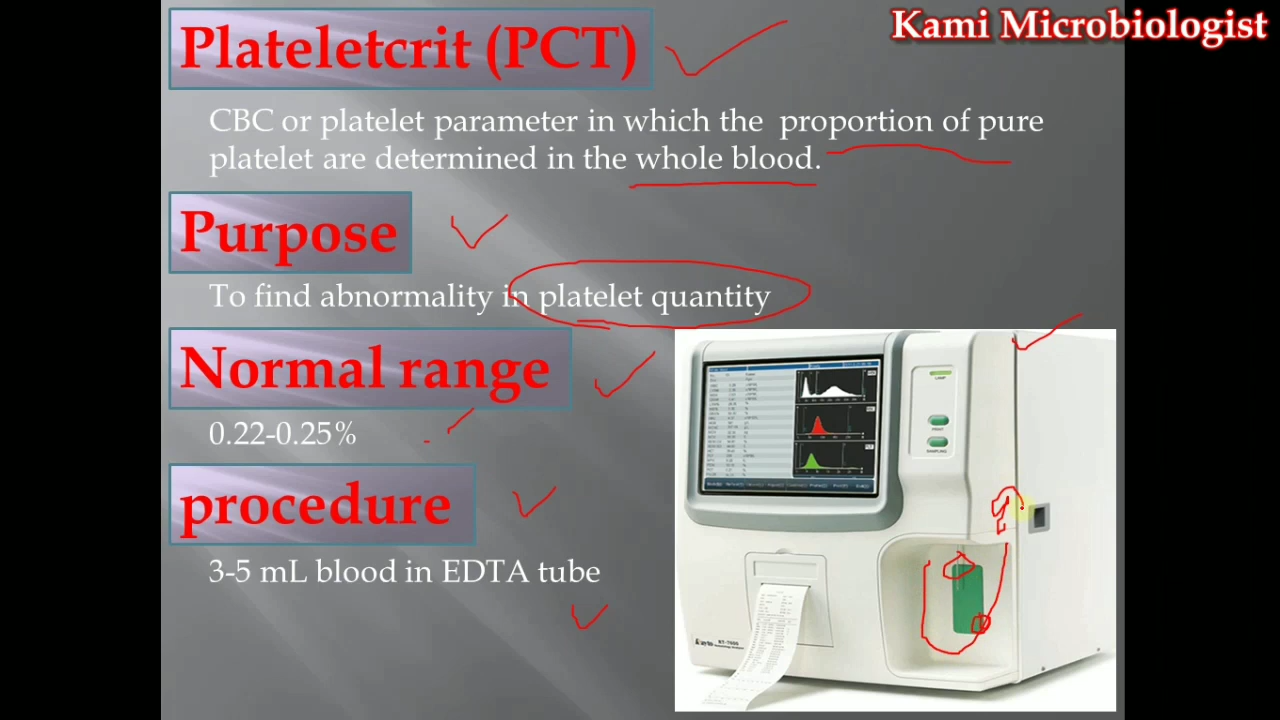 Kami Microbiologist
Plateletcrit (PCT)
CBC or platelet parameter in which the proportion of pure
platelet are determined in the whole blood.
Purpose
To find abnormality in platelet quantity
Normal range
0.22-0.25%
procedure
3-5 mL blood in EDTA tube